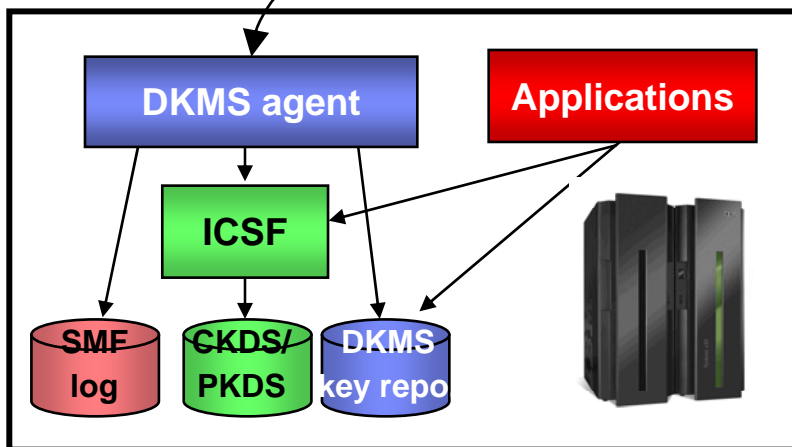 DKMS agent
Applications
ICSF
SMF
log
CKDS/
PKDS
DKMS
key repo